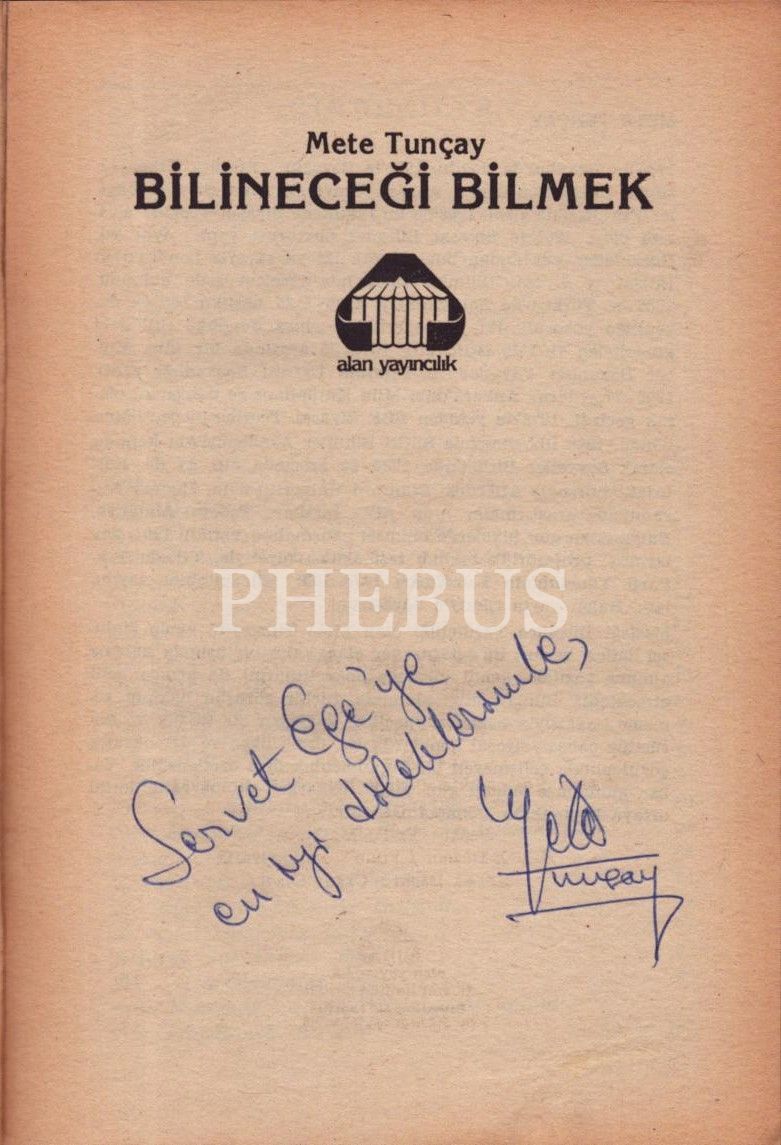 Mete Tunçay
BİLİNECEĞİ BİLMEK
alan yayıncılık
PHEBUS
Servet Ege'ye
en iyi dileklerimle,
Mete
Tunçay